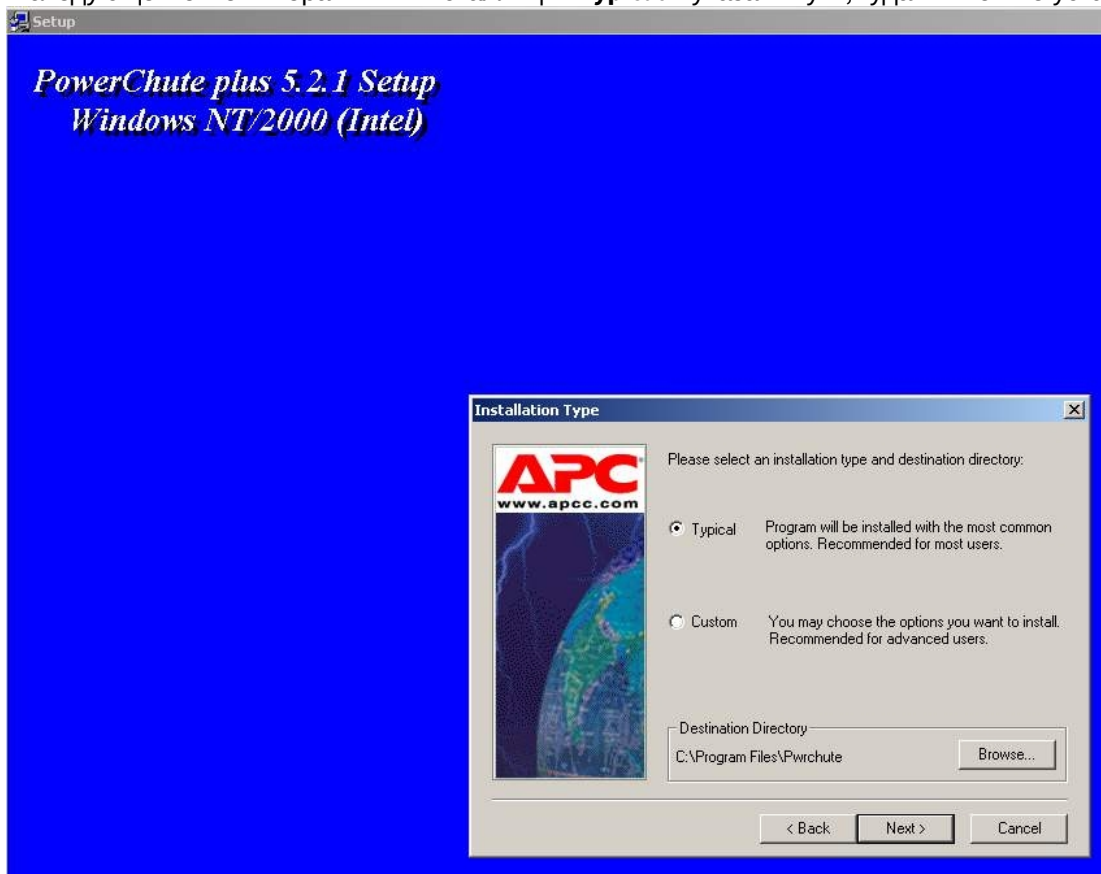 Setup
PowerChute plus 5.2.1 Setup
Windows NT/2000 (Intel)
Installation Type
APC
www.apcc.com
Please select an installation type and destination directory:
Typical
Program will be installed with the most common
options. Recommended for most users.
Custom
You may choose the options you want to install.
Recommended for advanced users.
Destination Directory
C:\Program Files\Pwrchute
Browse...
< Back
Next >
Cancel